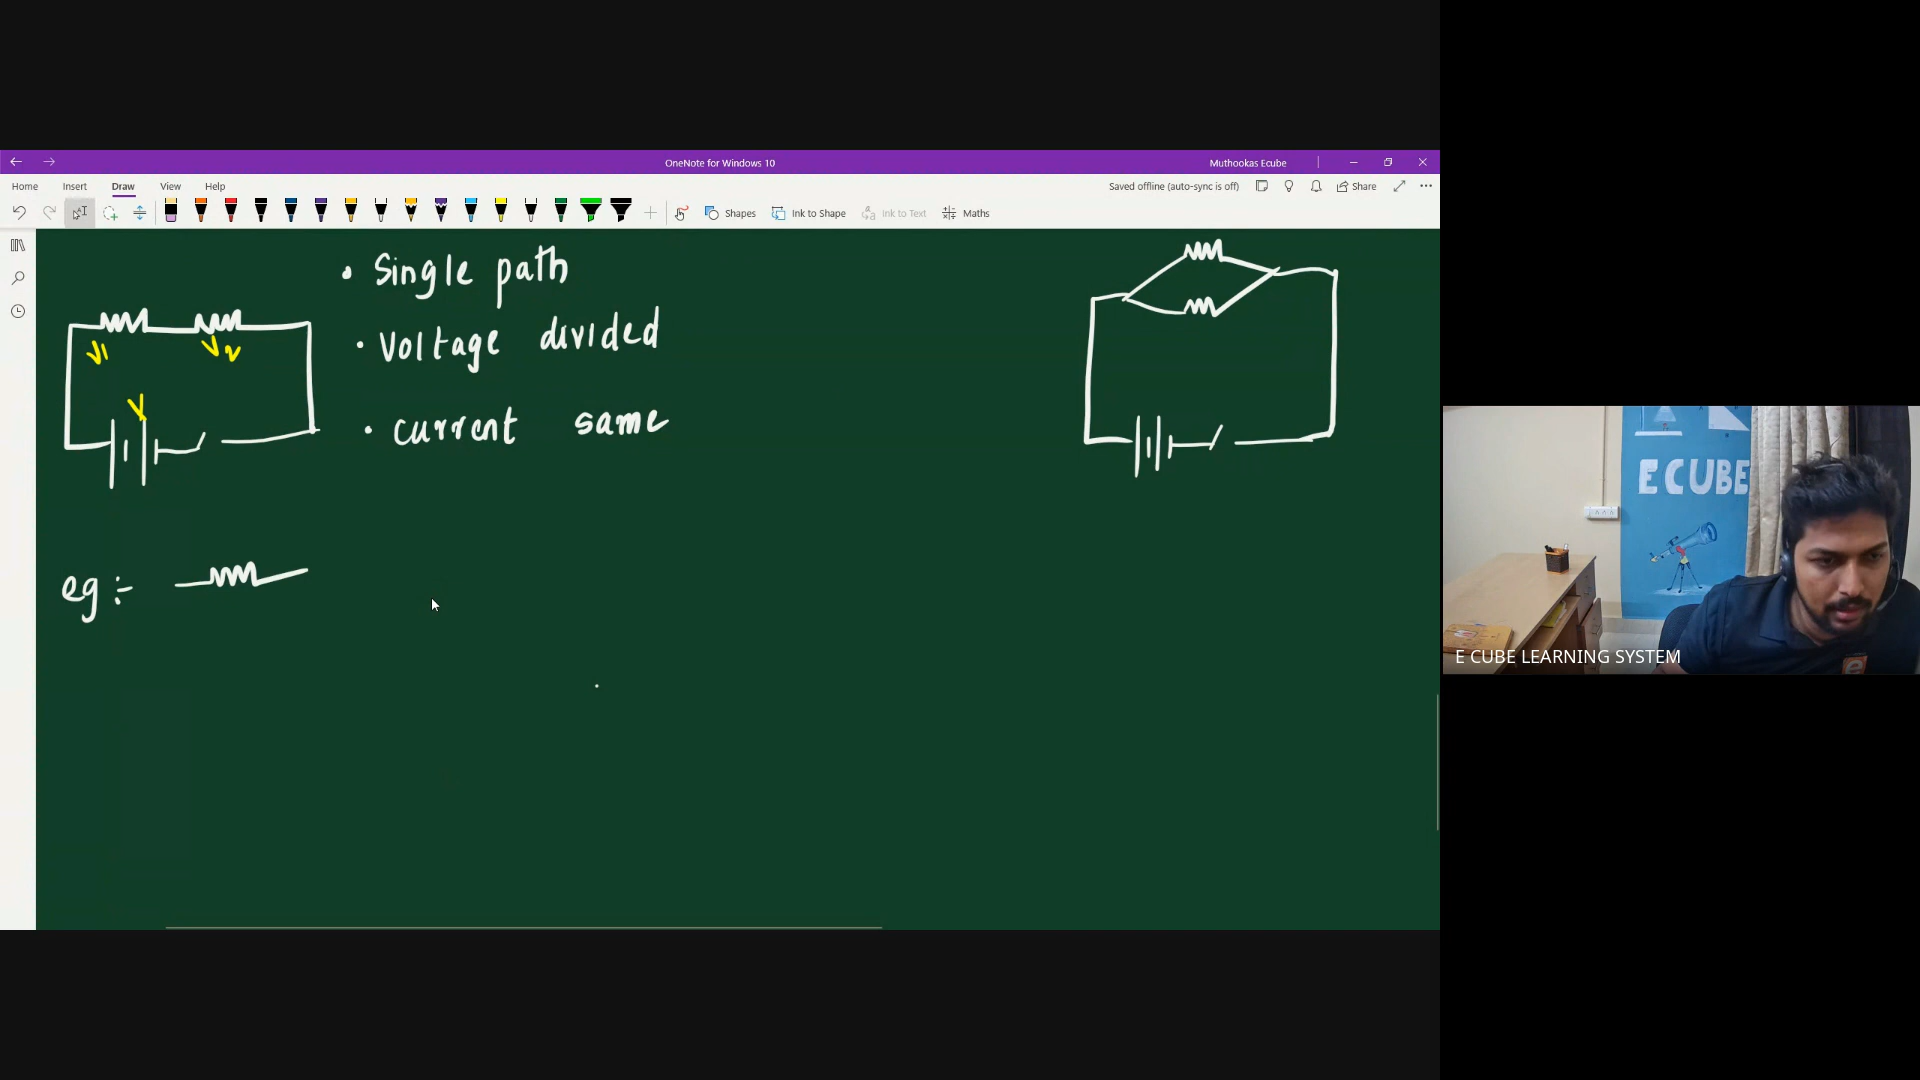 OneNote for Windows 10
Muthookas Ecube
Home Insert Draw View Help
Saved offline (auto-sync is off)
Share
Shapes
Ink to Shape
Ink to Text
Maths
• Single path
• Voltage divided
• current same
V1
V2
V
eg :-
E CUBE
E CUBE LEARNING SYSTEM